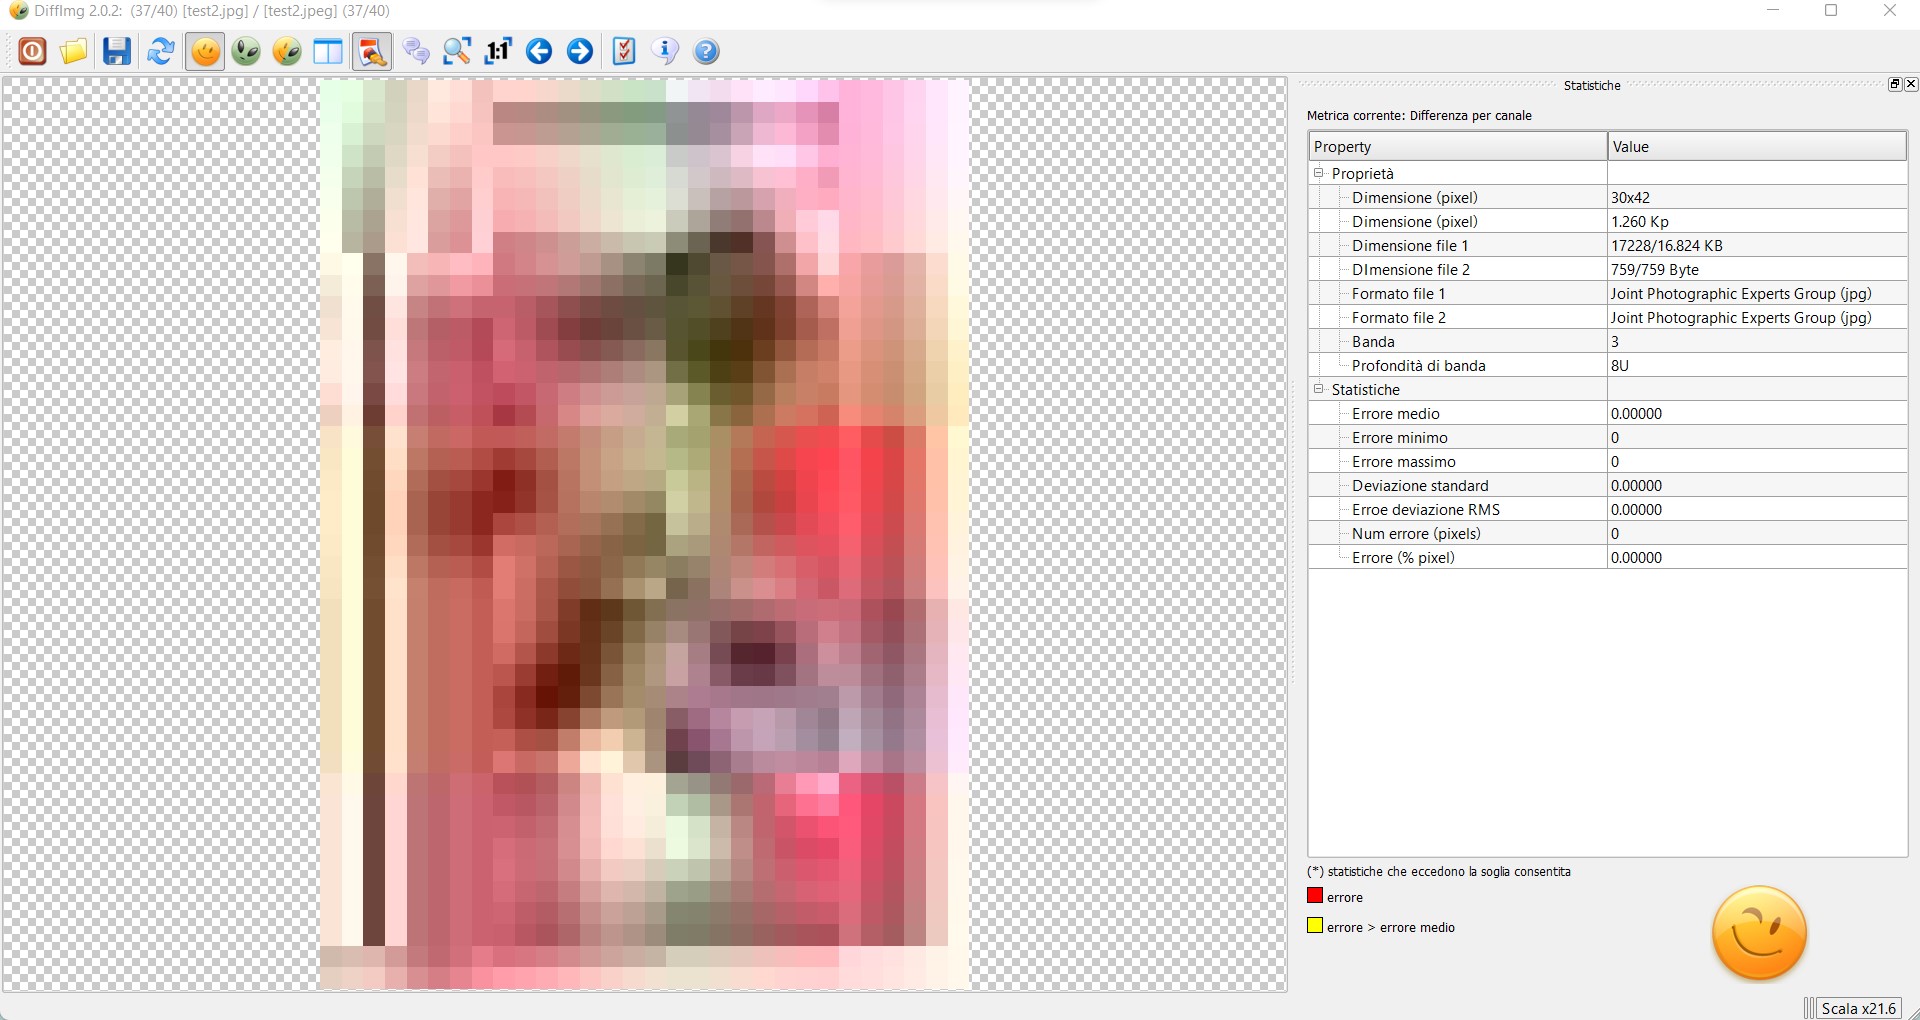 DiffImg 2.0.2: (37/40) [test2.jpg] / [test2.jpeg] (37/40)
1:1
Statistiche
Metrica corrente: Differenza per canale
Property Value
Proprietà
Dimensione (pixel) 30x42
Dimensione (pixel) 1.260 Kp
Dimensione file 1 17228/16.824 KB
DImensione file 2 759/759 Byte
Formato file 1 Joint Photographic Experts Group (jpg)
Formato file 2 Joint Photographic Experts Group (jpg)
Banda 3
Profondità di banda 8U
Statistiche
Errore medio 0.00000
Errore minimo 0
Errore massimo 0
Deviazione standard 0.00000
Erroe deviazione RMS 0.00000
Num errore (pixels) 0
Errore (% pixel) 0.00000
(*) statistiche che eccedono la soglia consentita
errore
errore > errore medio
Scala x21.6